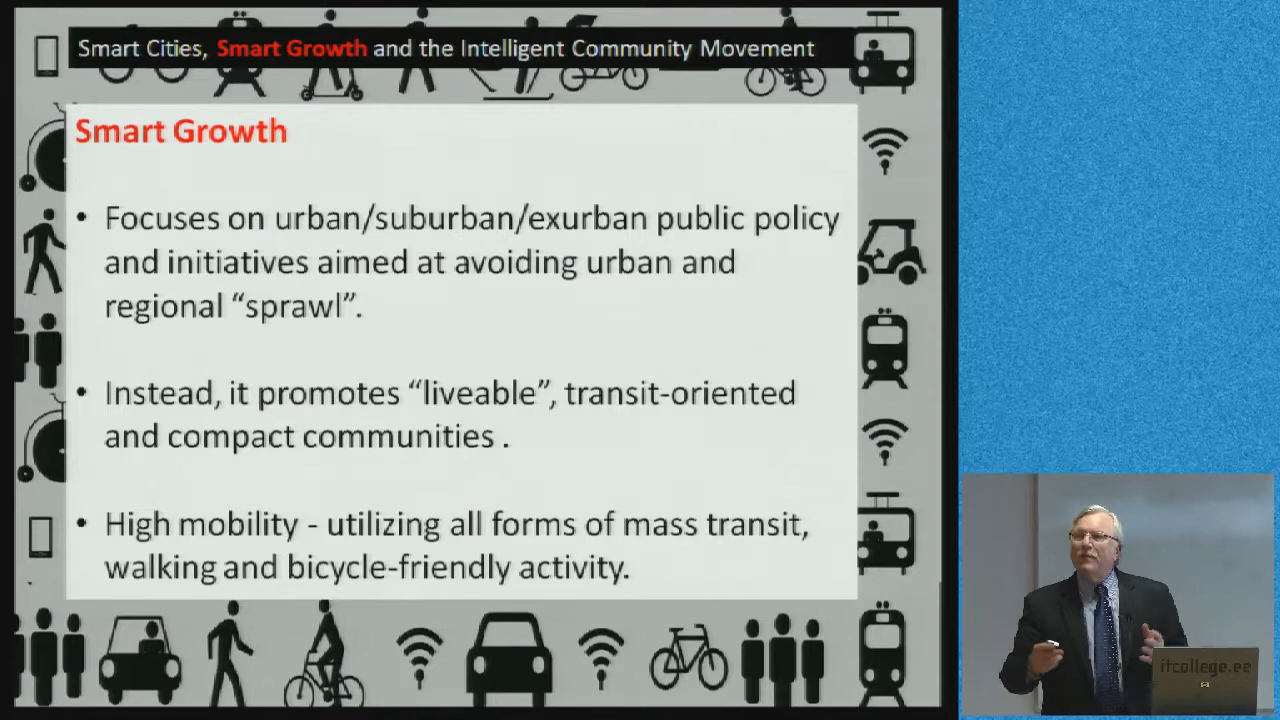 Smart Cities, Smart Growth and the Intelligent Community Movement
Smart Growth
• Focuses on urban/suburban/exurban public policy
and initiatives aimed at avoiding urban and
regional “sprawl”.
• Instead, it promotes “liveable”, transit-oriented
and compact communities .
• High mobility - utilizing all forms of mass transit,
walking and bicycle-friendly activity.
itcollege.ee